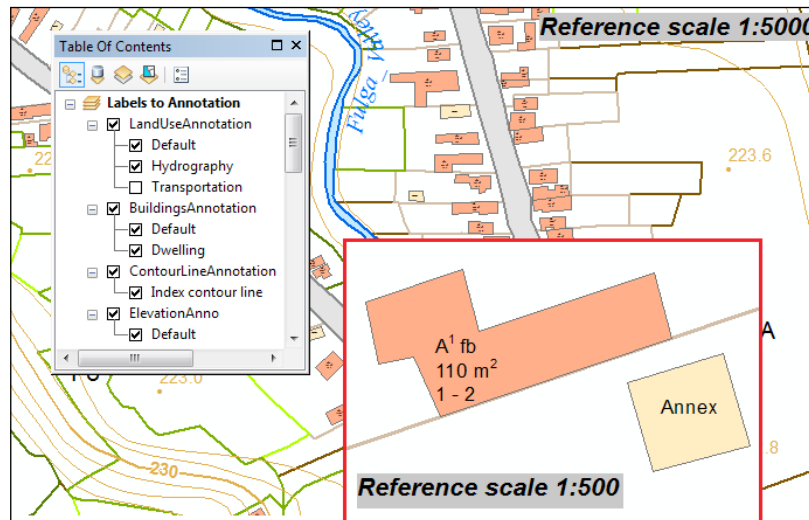 Reference scale 1:5000
Table Of Contents
Labels to Annotation
LandUseAnnotation
Default
Hydrography
Transportation
BuildingsAnnotation
Default
Dwelling
ContourLineAnnotation
Index contour line
ElevationAnno
Default
Fulga_
Valley
223.6
223.0
230
A¹ fb
110 m²
1 - 2
Annex
A
.8
Reference scale 1:500